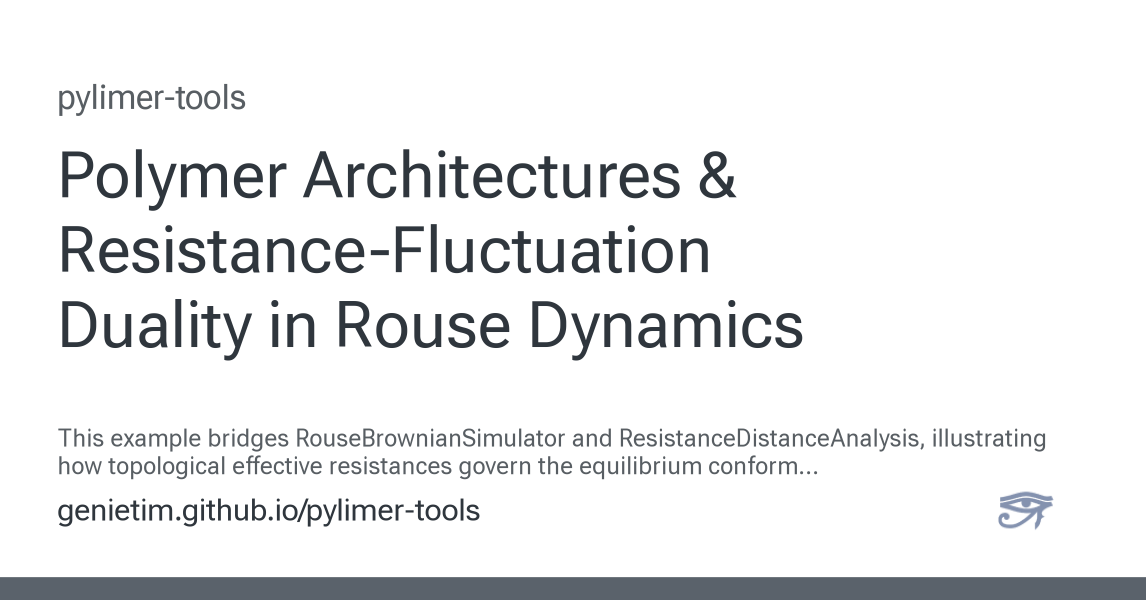 pylimer-tools
Polymer Architectures &
Resistance-Fluctuation
Duality in Rouse Dynamics
This example bridges RouseBrownianSimulator and ResistanceDistanceAnalysis, illustrating
how topological effective resistances govern the equilibrium conform...
genietim.github.io/pylimer-tools